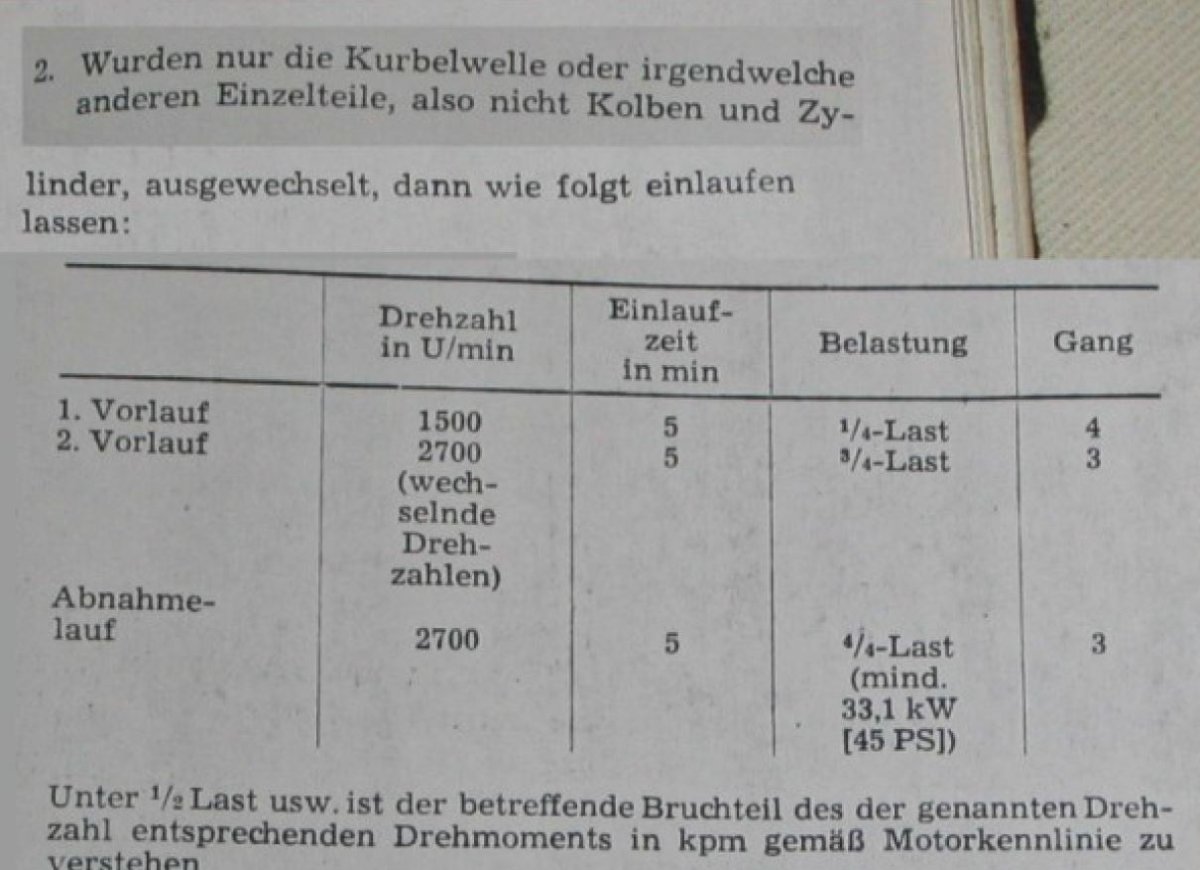 2. Wurden nur die Kurbelwelle oder irgendwelche
anderen Einzelteile, also nicht Kolben und Zy-
linder, ausgewechselt, dann wie folgt einlaufen
lassen:
Drehzahl in U/min Einlauf-zeit in min Belastung Gang
1. Vorlauf 1500 5 1/4-Last 4
2. Vorlauf 2700 5 3/4-Last 3
(wech-
selnde
Dreh-
zahlen)
Abnahme-
lauf 2700 5 4/4-Last 3
(mind.
33,1 kW
[45 PS])
Unter 1/2 Last usw. ist der betreffende Bruchteil des der genannten Dreh-
zahl entsprechenden Drehmoments in kpm gemäß Motorkennlinie zu
verstehen